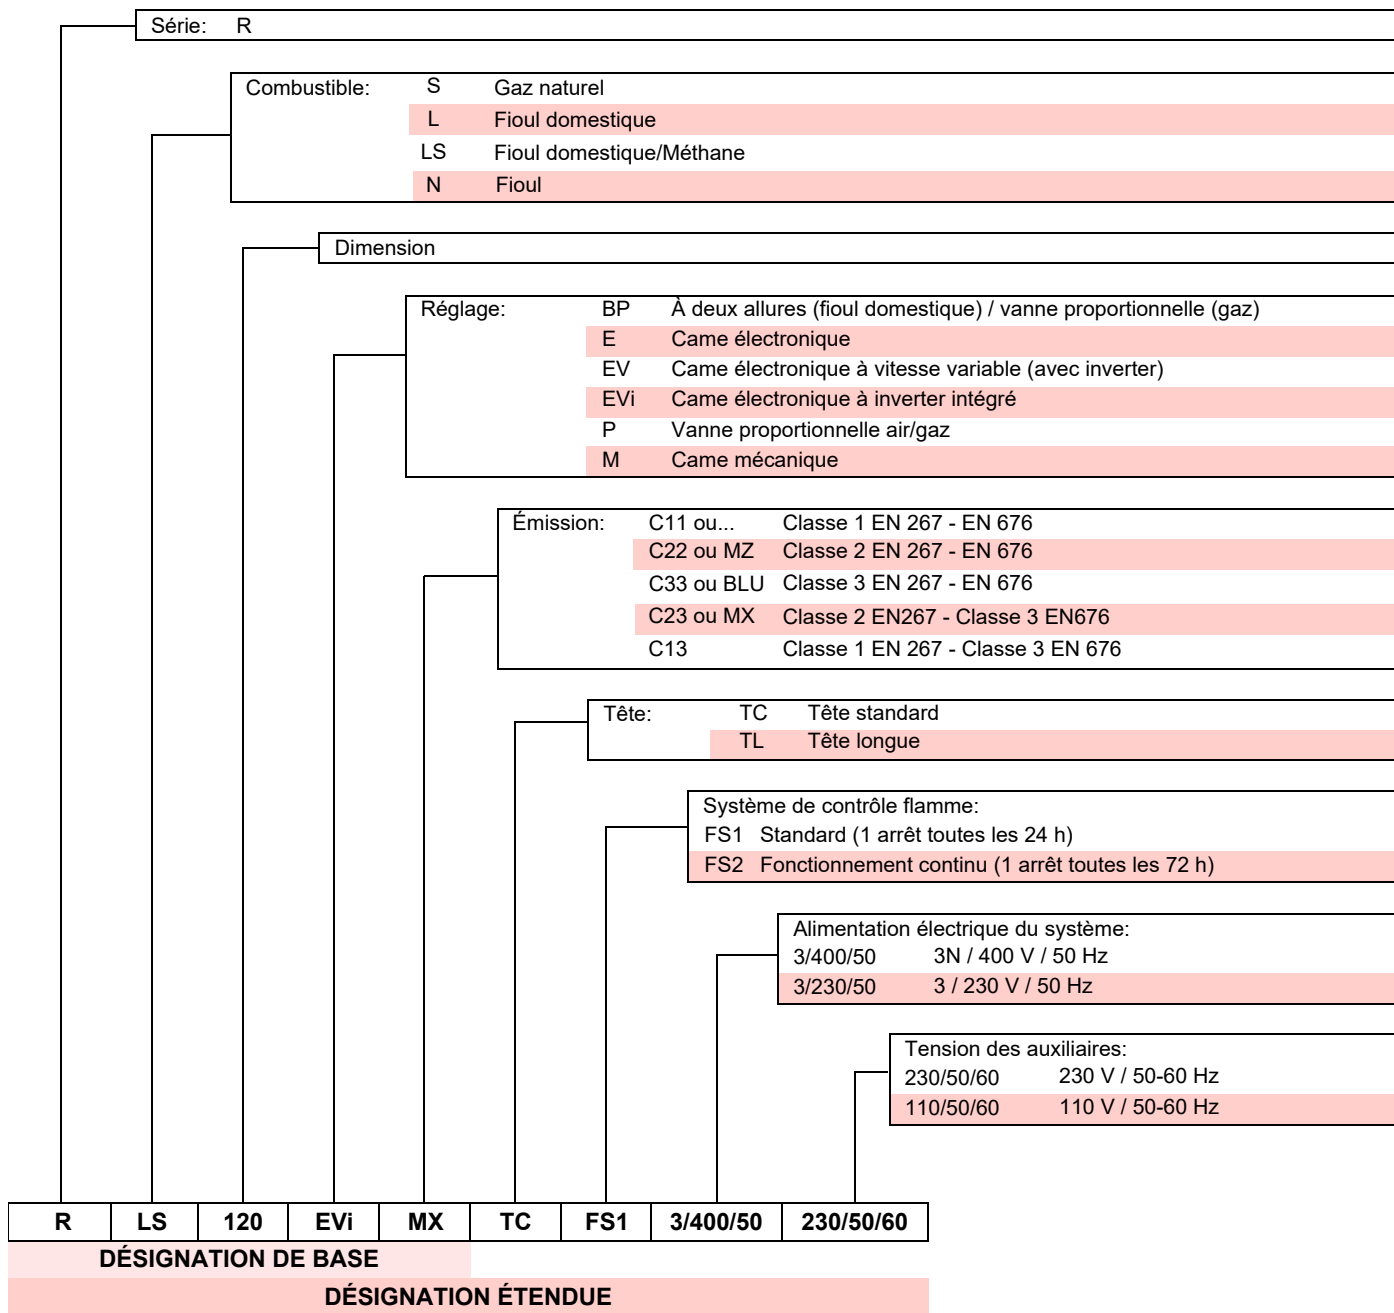 Série: R
Combustible: S Gaz naturel
L Fioul domestique
LS Fioul domestique/Méthane
N Fioul
Dimension
Réglage: BP À deux allures (fioul domestique) / vanne proportionnelle (gaz)
E Came électronique
EV Came électronique à vitesse variable (avec inverter)
EVi Came électronique à inverter intégré
P Vanne proportionnelle air/gaz
M Came mécanique
Émission: C11 ou... Classe 1 EN 267 - EN 676
C22 ou MZ Classe 2 EN 267 - EN 676
C33 ou BLU Classe 3 EN 267 - EN 676
C23 ou MX Classe 2 EN267 - Classe 3 EN676
C13 Classe 1 EN 267 - Classe 3 EN 676
Tête: TC Tête standard
TL Tête longue
Système de contrôle flamme:
FS1 Standard (1 arrêt toutes les 24 h)
FS2 Fonctionnement continu (1 arrêt toutes les 72 h)
Alimentation électrique du système:
3/400/50 3N / 400 V / 50 Hz
3/230/50 3 / 230 V / 50 Hz
Tension des auxiliaires:
230/50/60 230 V / 50-60 Hz
110/50/60 110 V / 50-60 Hz
R LS 120 EVi MX TC FS1 3/400/50 230/50/60
DÉSIGNATION DE BASE
DÉSIGNATION ÉTENDUE